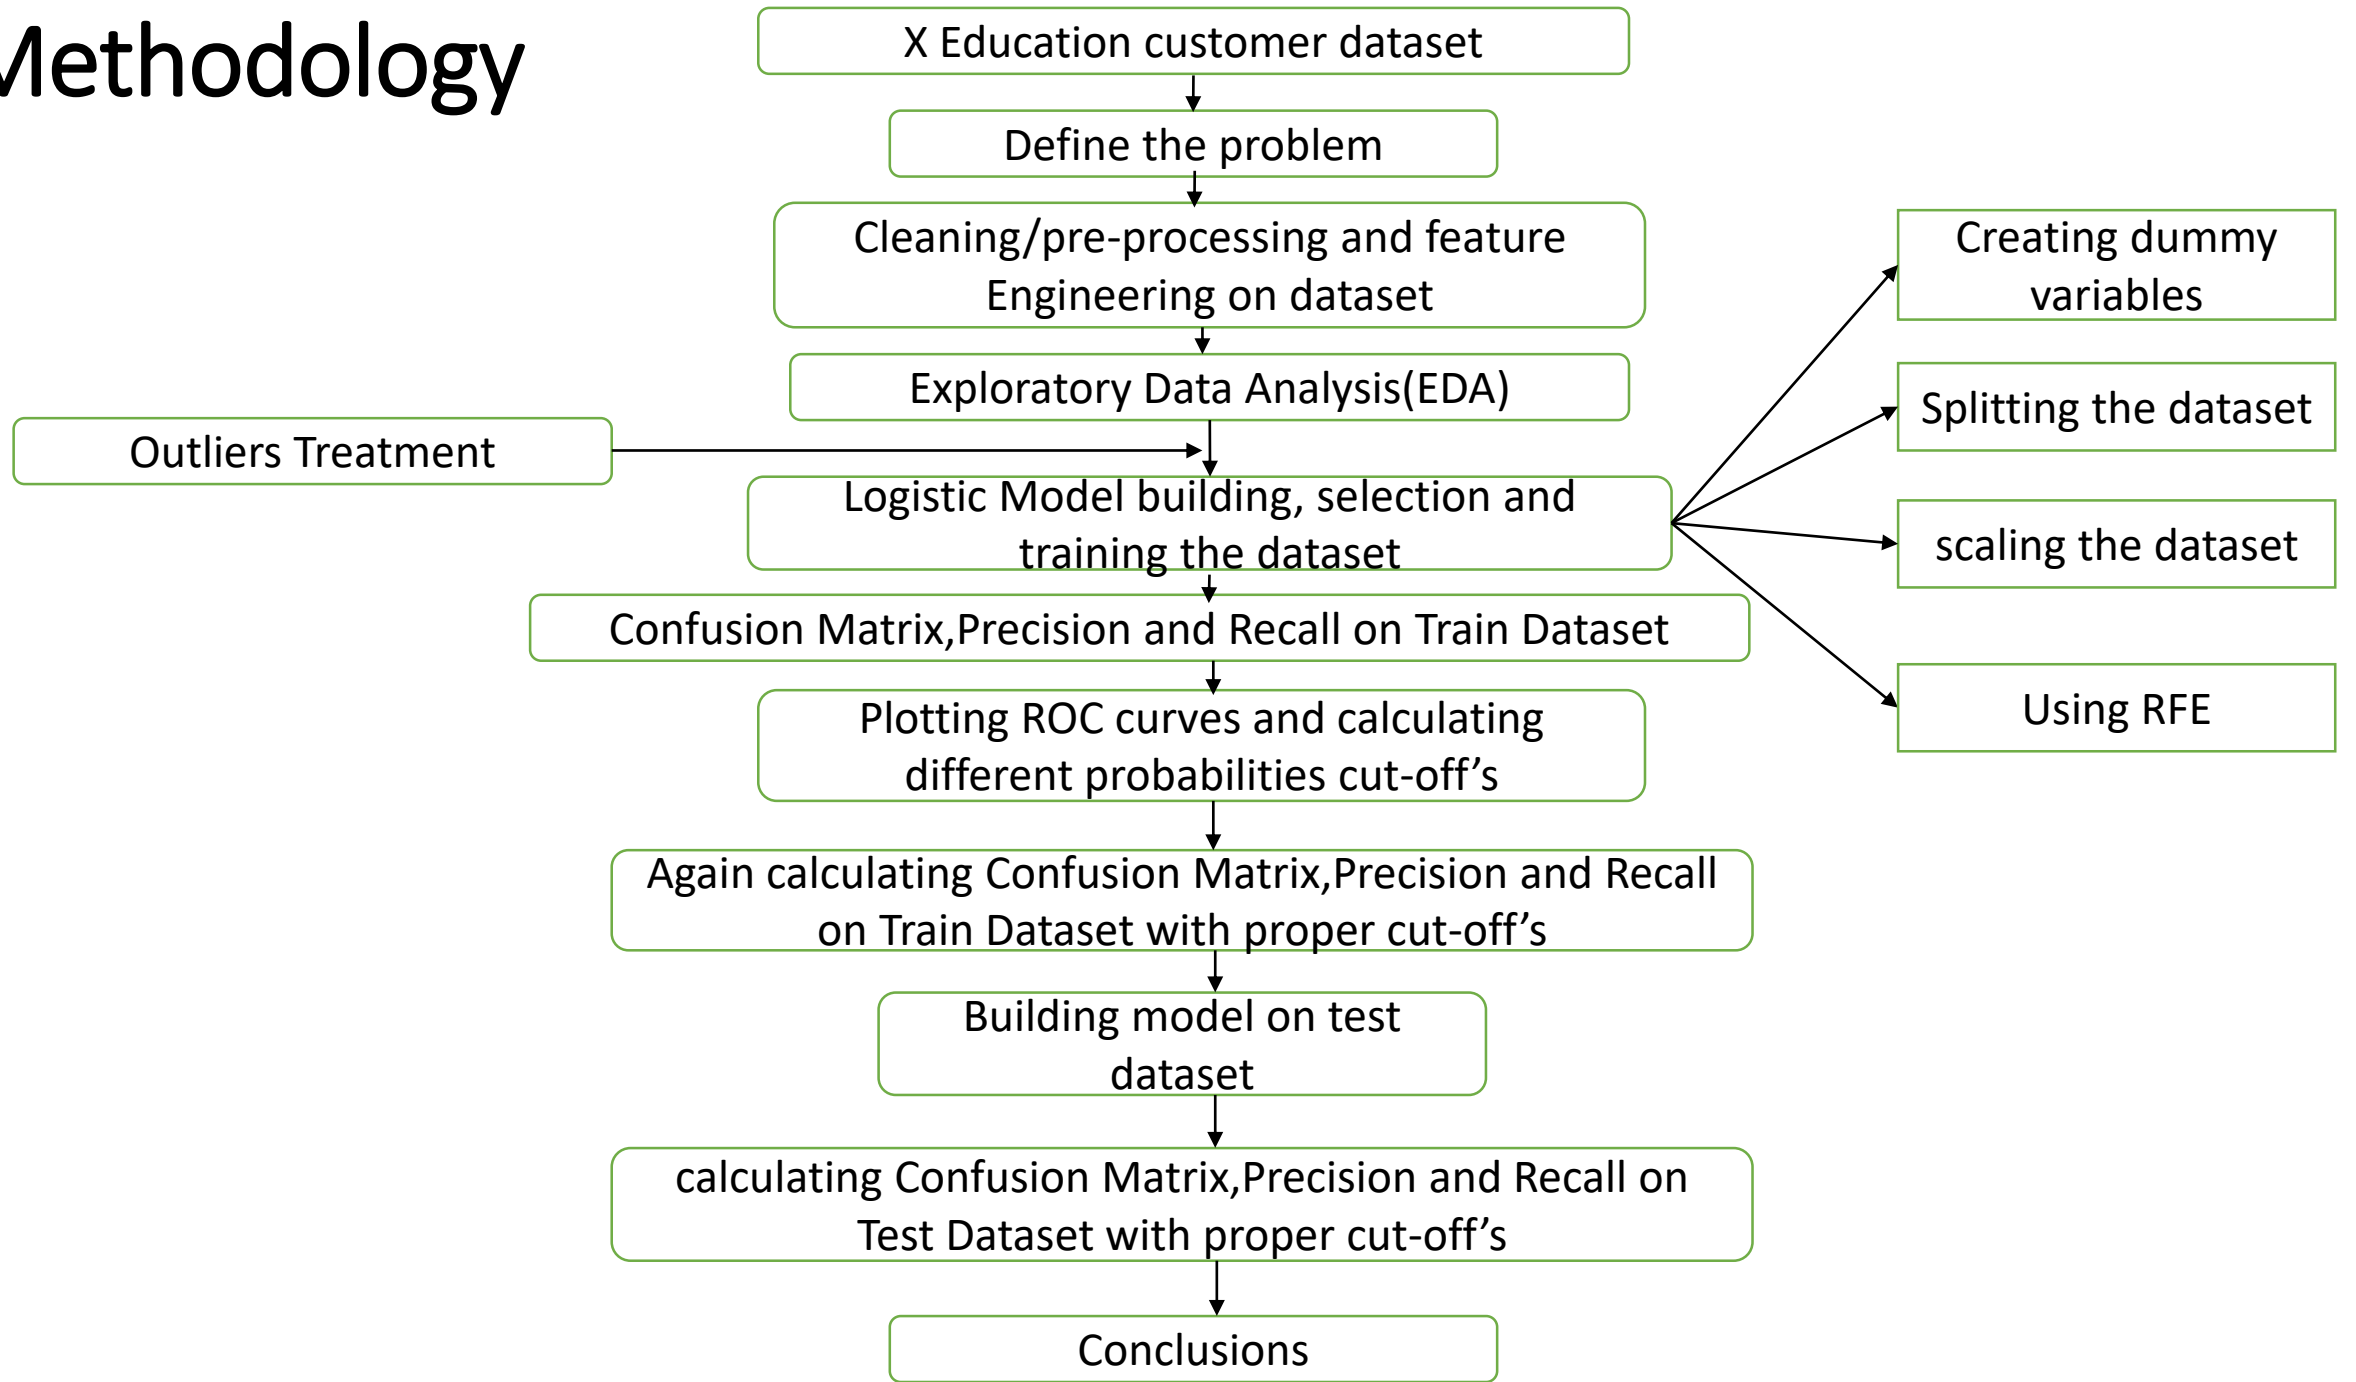 Methodology
X Education customer dataset
Define the problem
Cleaning/pre-processing and feature
Engineering on dataset
Exploratory Data Analysis(EDA)
Outliers Treatment
Logistic Model building, selection and
training the dataset
Creating dummy
variables
Splitting the dataset
scaling the dataset
Using RFE
Confusion Matrix,Precision and Recall on Train Dataset
Plotting ROC curves and calculating
different probabilities cut-off’s
Again calculating Confusion Matrix,Precision and Recall
on Train Dataset with proper cut-off’s
Building model on test
dataset
calculating Confusion Matrix,Precision and Recall on
Test Dataset with proper cut-off’s
Conclusions